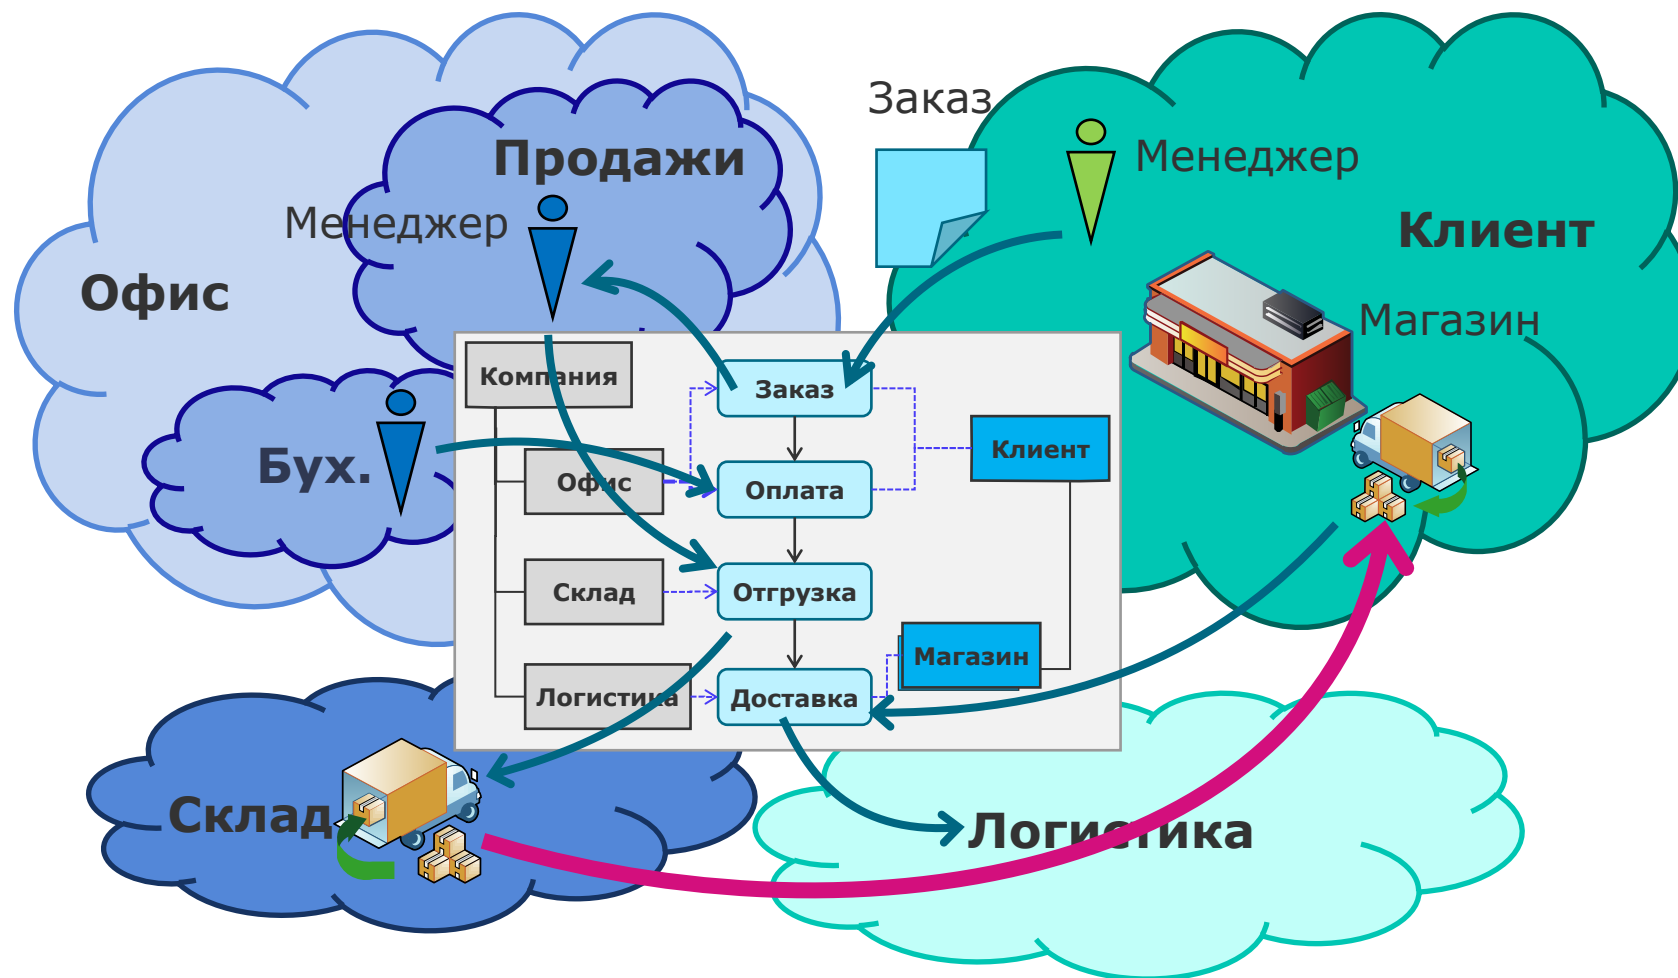 Заказ
Продажи
Менеджер
Менеджер
Клиент
Офис
Магазин
Бух.
Компания
Заказ
Клиент
Офис
Оплата
Склад
Отгрузка
Магазин
Логистика
Доставка
Склад
Логистика